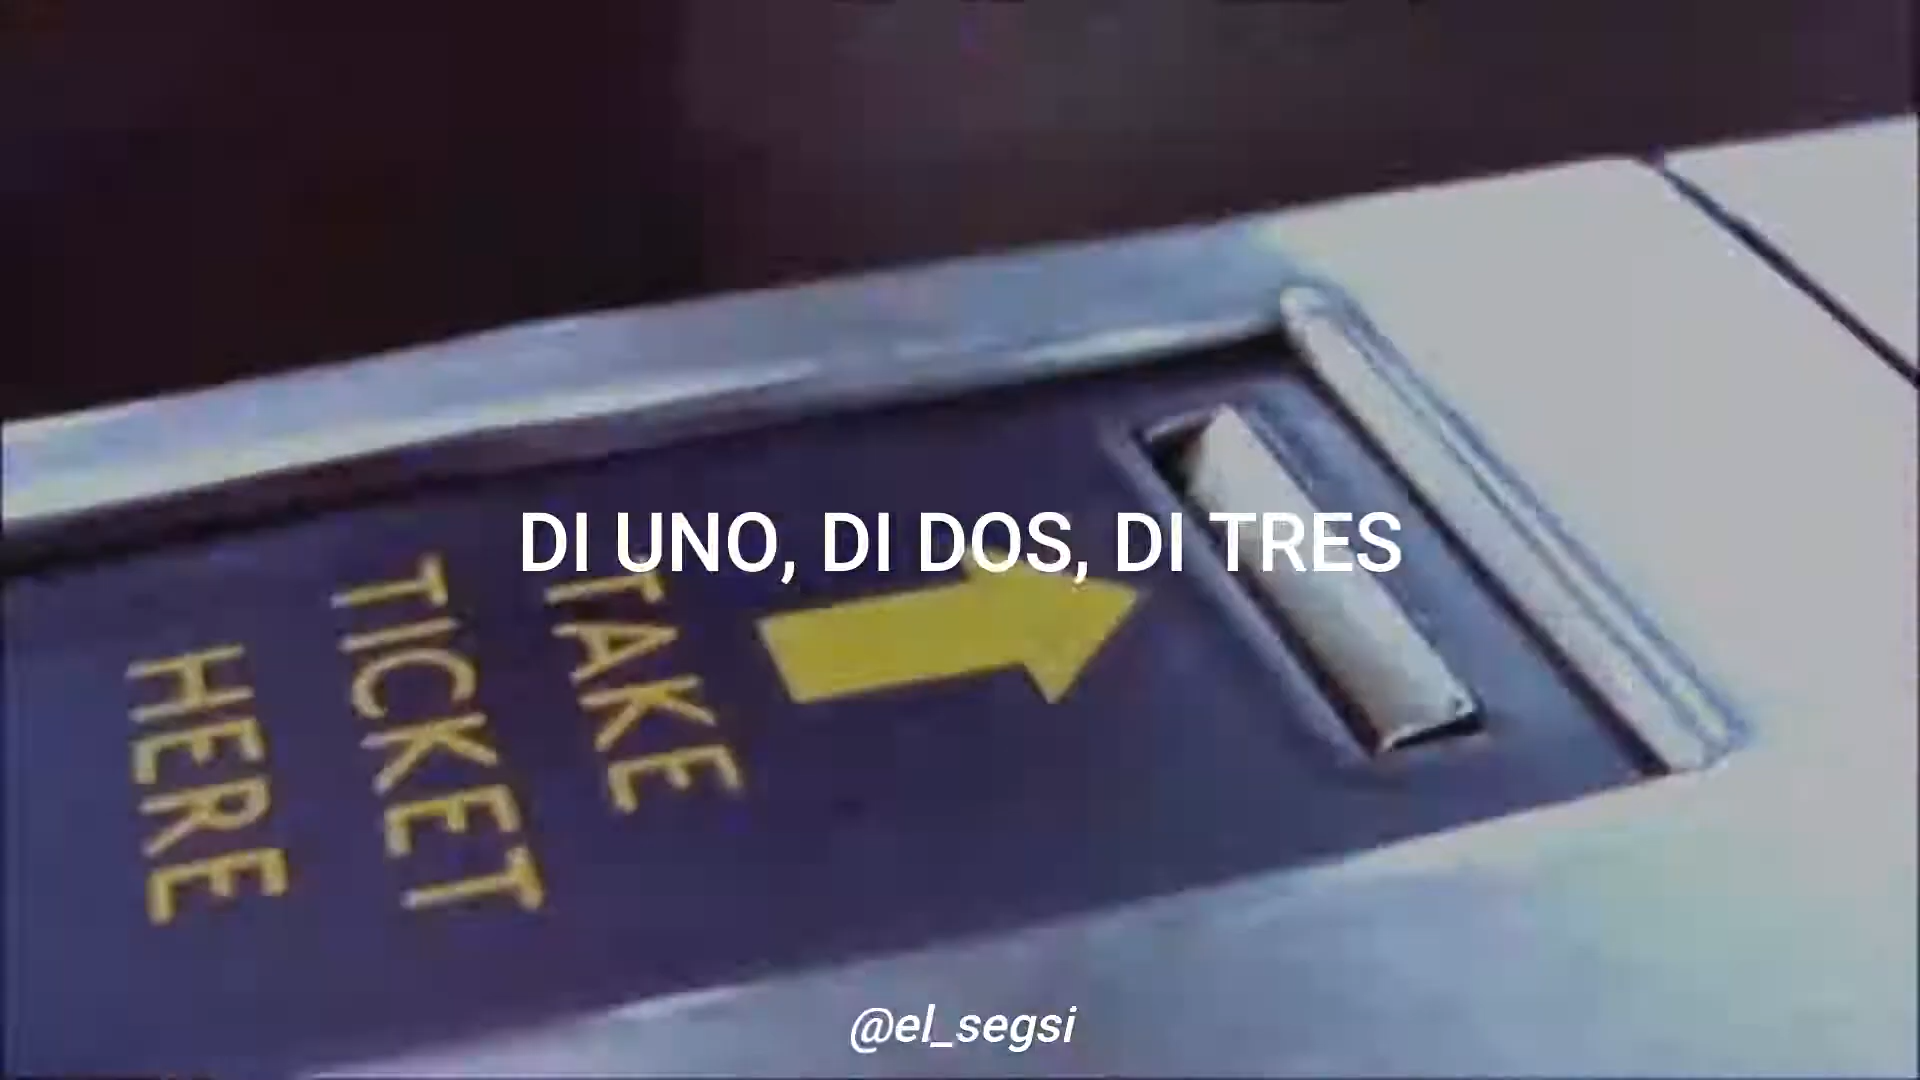 DI UNO, DI DOS, DI TRES
TAKE
TICKET
HERE
@el_segsi